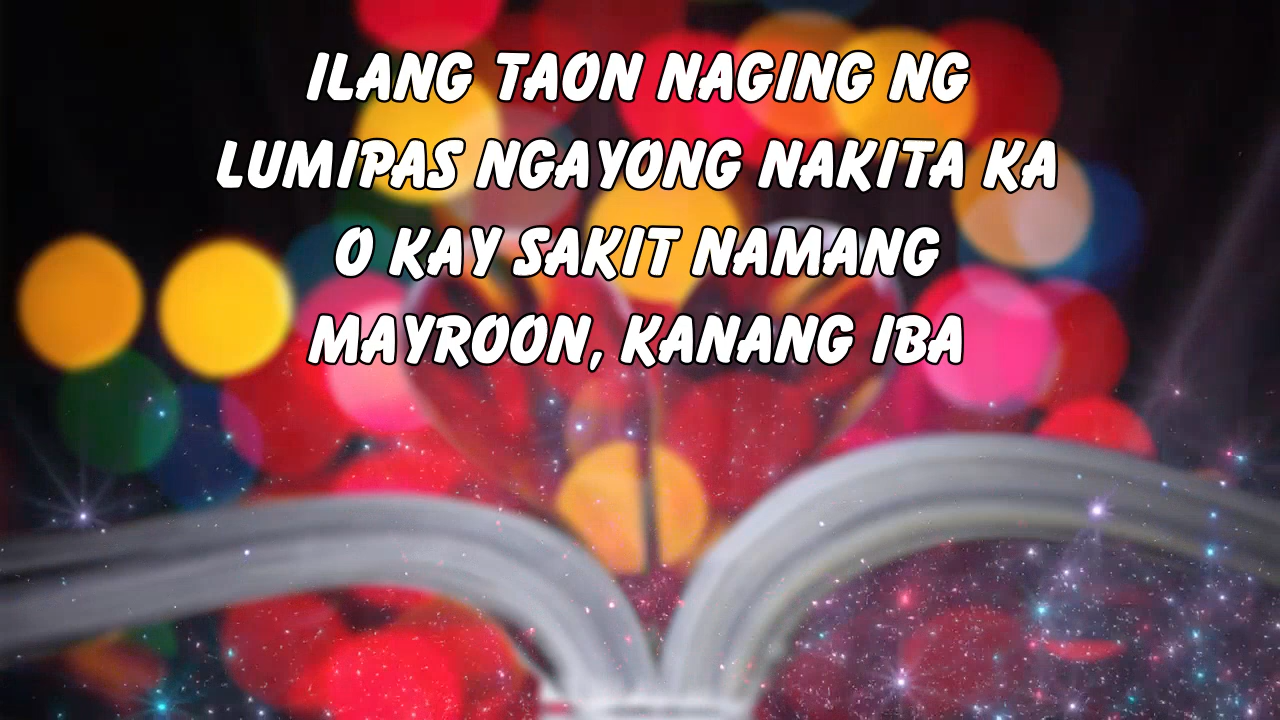 ILANG TAON NAGING NG
LUMIPAS NGAYONG NAKITA KA
O KAY SAKIT NAMANG
MAYROON, KANANG IBA